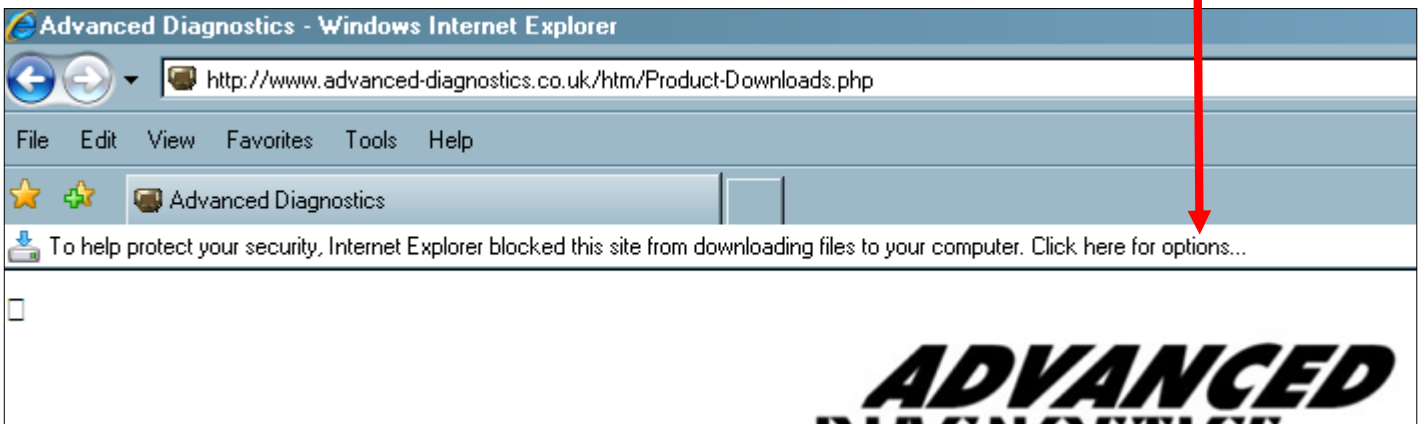 Advanced Diagnostics - Windows Internet Explorer
http://www.advanced-diagnostics.co.uk/htm/Product-Downloads.php
File Edit View Favorites Tools Help
Advanced Diagnostics
To help protect your security, Internet Explorer blocked this site from downloading files to your computer. Click here for options...
ADVANCED
DIAGNOSTICS